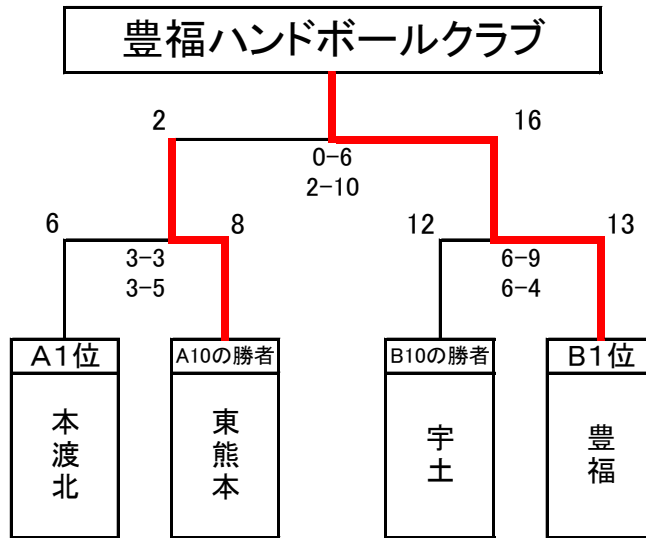 豊福ハンドボールクラブ
2
16
0-6
2-10
6
8
12
13
3-3
3-5
6-9
6-4
A1位
A10の勝者
B10の勝者
B1位
本渡北
東熊本
宇土
豊福